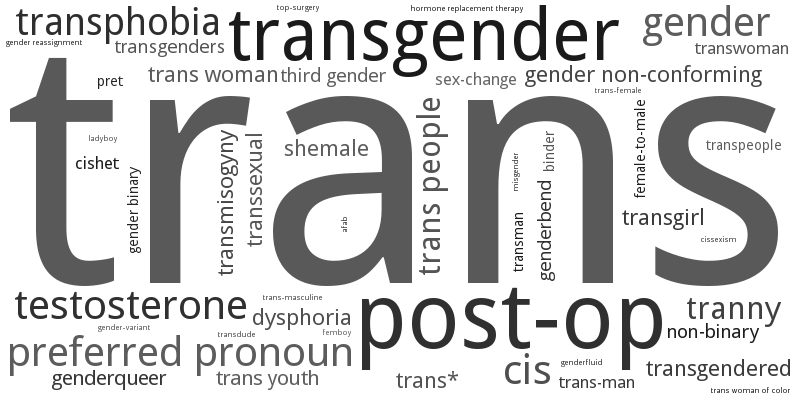 top-surgery
hormone replacement therapy
transphobia
transgender
gender
gender reassignment
transgenders
transwoman
trans woman
third gender
sex-change
gender non-conforming
pret
trans-female
trans
ladyboy
cishet
gender binary
transmisogyny
transsexual
shemale
afab
trans people
misgender
transman
genderbend
binder
female-to-male
transpeople
transgirl
cissexism
testosterone
trans-masculine
post-op
tranny
gender-variant
dysphoria
transdude
femboy
non-binary
preferred pronoun
genderqueer
trans youth
trans*
cis
genderfluid
trans-man
transgendered
trans woman of color